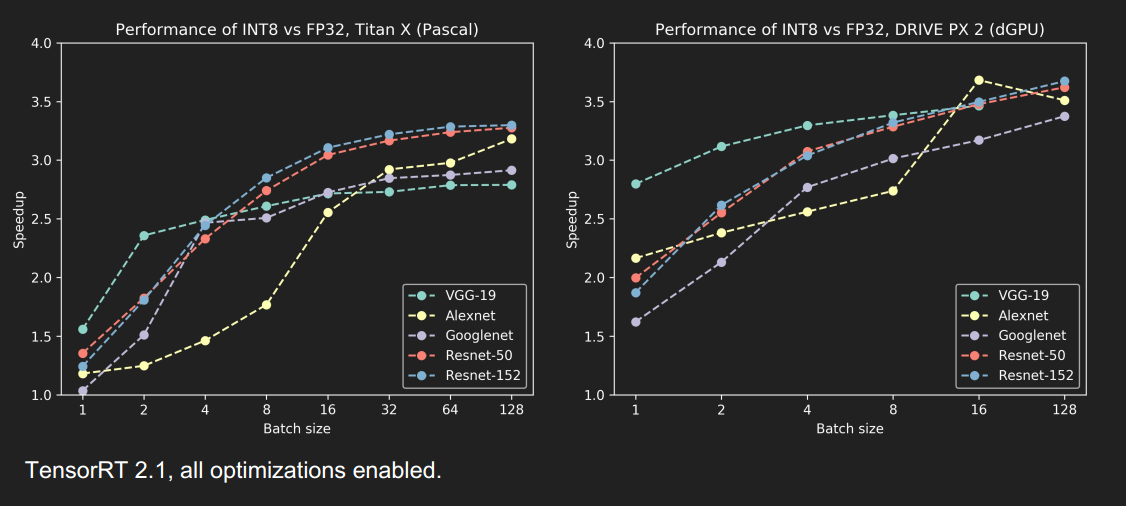 Performance of INT8 vs FP32, Titan X (Pascal)
4.0
3.5
3.0
2.5
2.0
1.5
1.0
Speedup
1 2 4 8 16 32 64 128
Batch size
VGG-19
Alexnet
Googlenet
Resnet-50
Resnet-152
Performance of INT8 vs FP32, DRIVE PX 2 (dGPU)
4.0
3.5
3.0
2.5
2.0
1.5
1.0
Speedup
1 2 4 8 16 128
Batch size
VGG-19
Alexnet
Googlenet
Resnet-50
Resnet-152
TensorRT 2.1, all optimizations enabled.